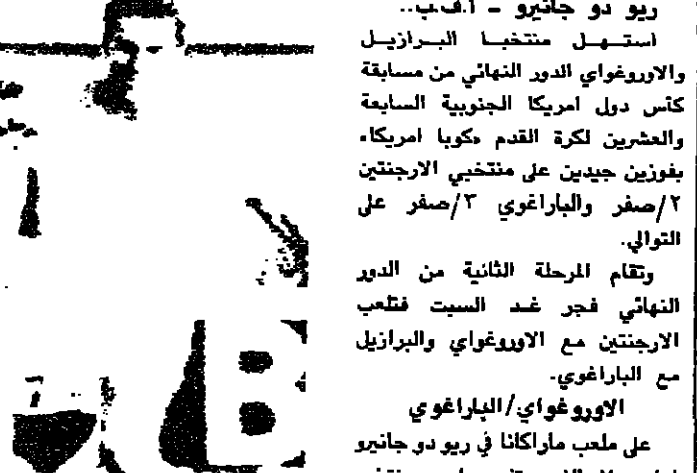 ريو دو جانيرو ــ أ.ف.ب..
استهل منتخبا البرازيل
والاوروغواي الدور النهائي من مسابقة
كأس دول امريكا الجنوبية السابعة
والعشرين لكرة القدم «كوبا امريكا»
بفوزين جيدين على منتخبي الارجنتين
٢/صفر والباراغوي ٣/صفر على
التوالي.
وتقام المرحلة الثانية من الدور
النهائي فجر غد السبت فتلعب
الارجنتين مع الاوروغواي والبرازيل
مع الباراغوي.
الاوروغواي/الباراغوي
على ملعب ماراكانا في ريو دو جانيرو